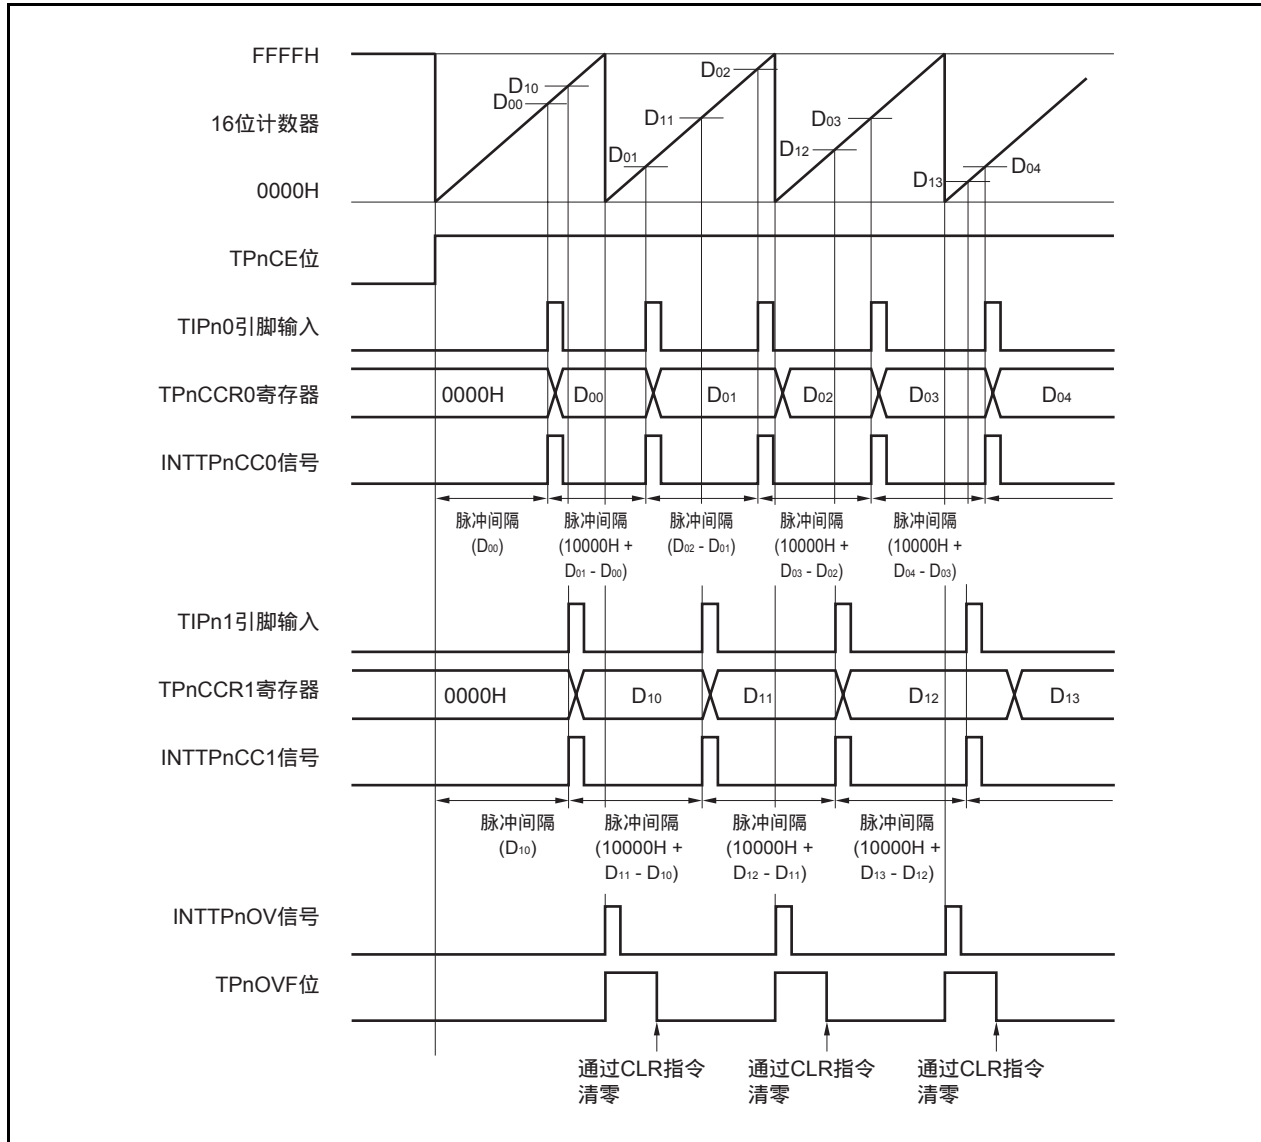 FFFFH
16位计数器
0000H
D10
D00
D01
D11
D02
D12
D03
D13
D04
TPnCE位
TIPn0引脚输入
TPnCCR0寄存器
0000H
D00
D01
D02
D03
D04
INTTPnCC0信号
脉冲间隔
(D00)
脉冲间隔
(10000H +
D01 - D00)
脉冲间隔
(D02 - D01)
脉冲间隔
(10000H +
D03 - D02)
脉冲间隔
(10000H +
D04 - D03)
TIPn1引脚输入
TPnCCR1寄存器
0000H
D10
D11
D12
D13
INTTPnCC1信号
脉冲间隔
(D10)
脉冲间隔
(10000H +
D11 - D10)
脉冲间隔
(10000H +
D12 - D11)
脉冲间隔
(10000H +
D13 - D12)
INTTPnOV信号
TPnOVF位
通过CLR指令
清零
通过CLR指令
清零
通过CLR指令
清零